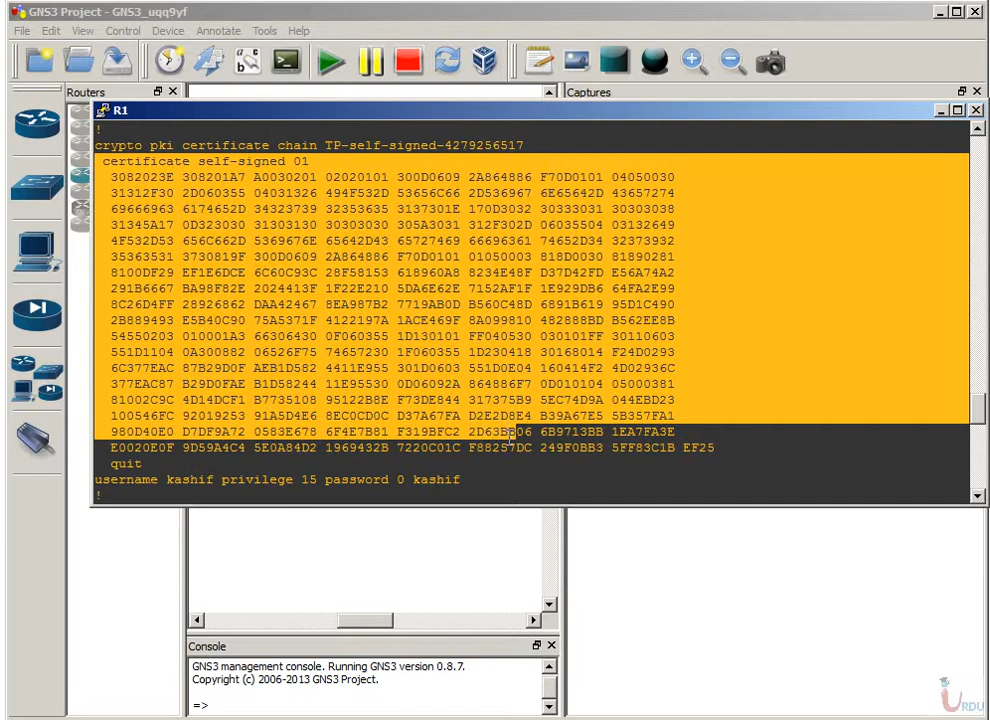 GNS3 Project - GNS3_uqq9yf
File Edit View Control Device Annotate Tools Help
Routers
Captures
R1
!
crypto pki certificate chain TP-self-signed-4279256517
certificate self-signed 01
3082023E 308201A7 A0030201 02020101 300D0609 2A864886 F70D0101 04050030
31312F30 2D060355 04031326 494F532D 53656C66 2D536967 6E65642D 43657274
69666963 6174652D 34323739 32353635 3137301E 170D3032 30333031 30303038
31345A17 0D323030 31303130 30303030 305A3031 312F302D 06035504 03132649
4F532D53 656C662D 5369676E 65642D43 65727469 66696361 74652D34 32373932
35363531 3730819F 300D0609 2A864886 F70D0101 01050003 818D0030 81890281
8100DF29 EF1E6DCE 6C60C93C 28F58153 618960A8 8234E48F D37D42FD E56A74A2
291B6667 BA98F82E 2024413F 1F22E210 5DA6EE2E 7152AF1F 1E929DB6 64FA2E99
8C26D4FF 28926862 DAA42467 8EA987B2 7719AB0D B560C48D 6891B619 95D1C490
2B889493 E5B40C90 75A5371F 4122197A 1ACE469F 8A099810 482888BD B562EE8B
54550203 010001A3 66306430 0F060355 1D130101 FF040530 030101FF 30110603
551D1104 0A300882 06526F75 74657230 1F060355 1D230418 30168014 F24D0293
6C377EAC 87B29D0F AEB1D582 4411E955 301D0603 551D0E04 160414F2 4D02936C
377EAC87 B29D0FAE B1D58244 11E95530 0D06092A 864886F7 0D010104 05000381
81002C9C 4D14DCF1 B7735108 95122B8E F73DE844 317375B9 5EC74D9A 044EBD23
100546FC 92019253 91A5D4E6 8EC0CD0C D37A67FA D2E2D8E4 B39A67E5 5B357FA1
980D40E0 D7DF9A72 0583E678 6F4E7B81 F319BFC2 2D63BB06 6B9713BB 1EA7FA3E
E0020E0F 9D59A4C4 5E0A84D2 1969432B 7220C01C F88257DC 249F0BB3 5FF83C1B EF25
quit
username kashif privilege 15 password 0 kashif
!
Console
GNS3 management console. Running GNS3 version 0.8.7.
Copyright (c) 2006-2013 GNS3 Project.
=>
URDU